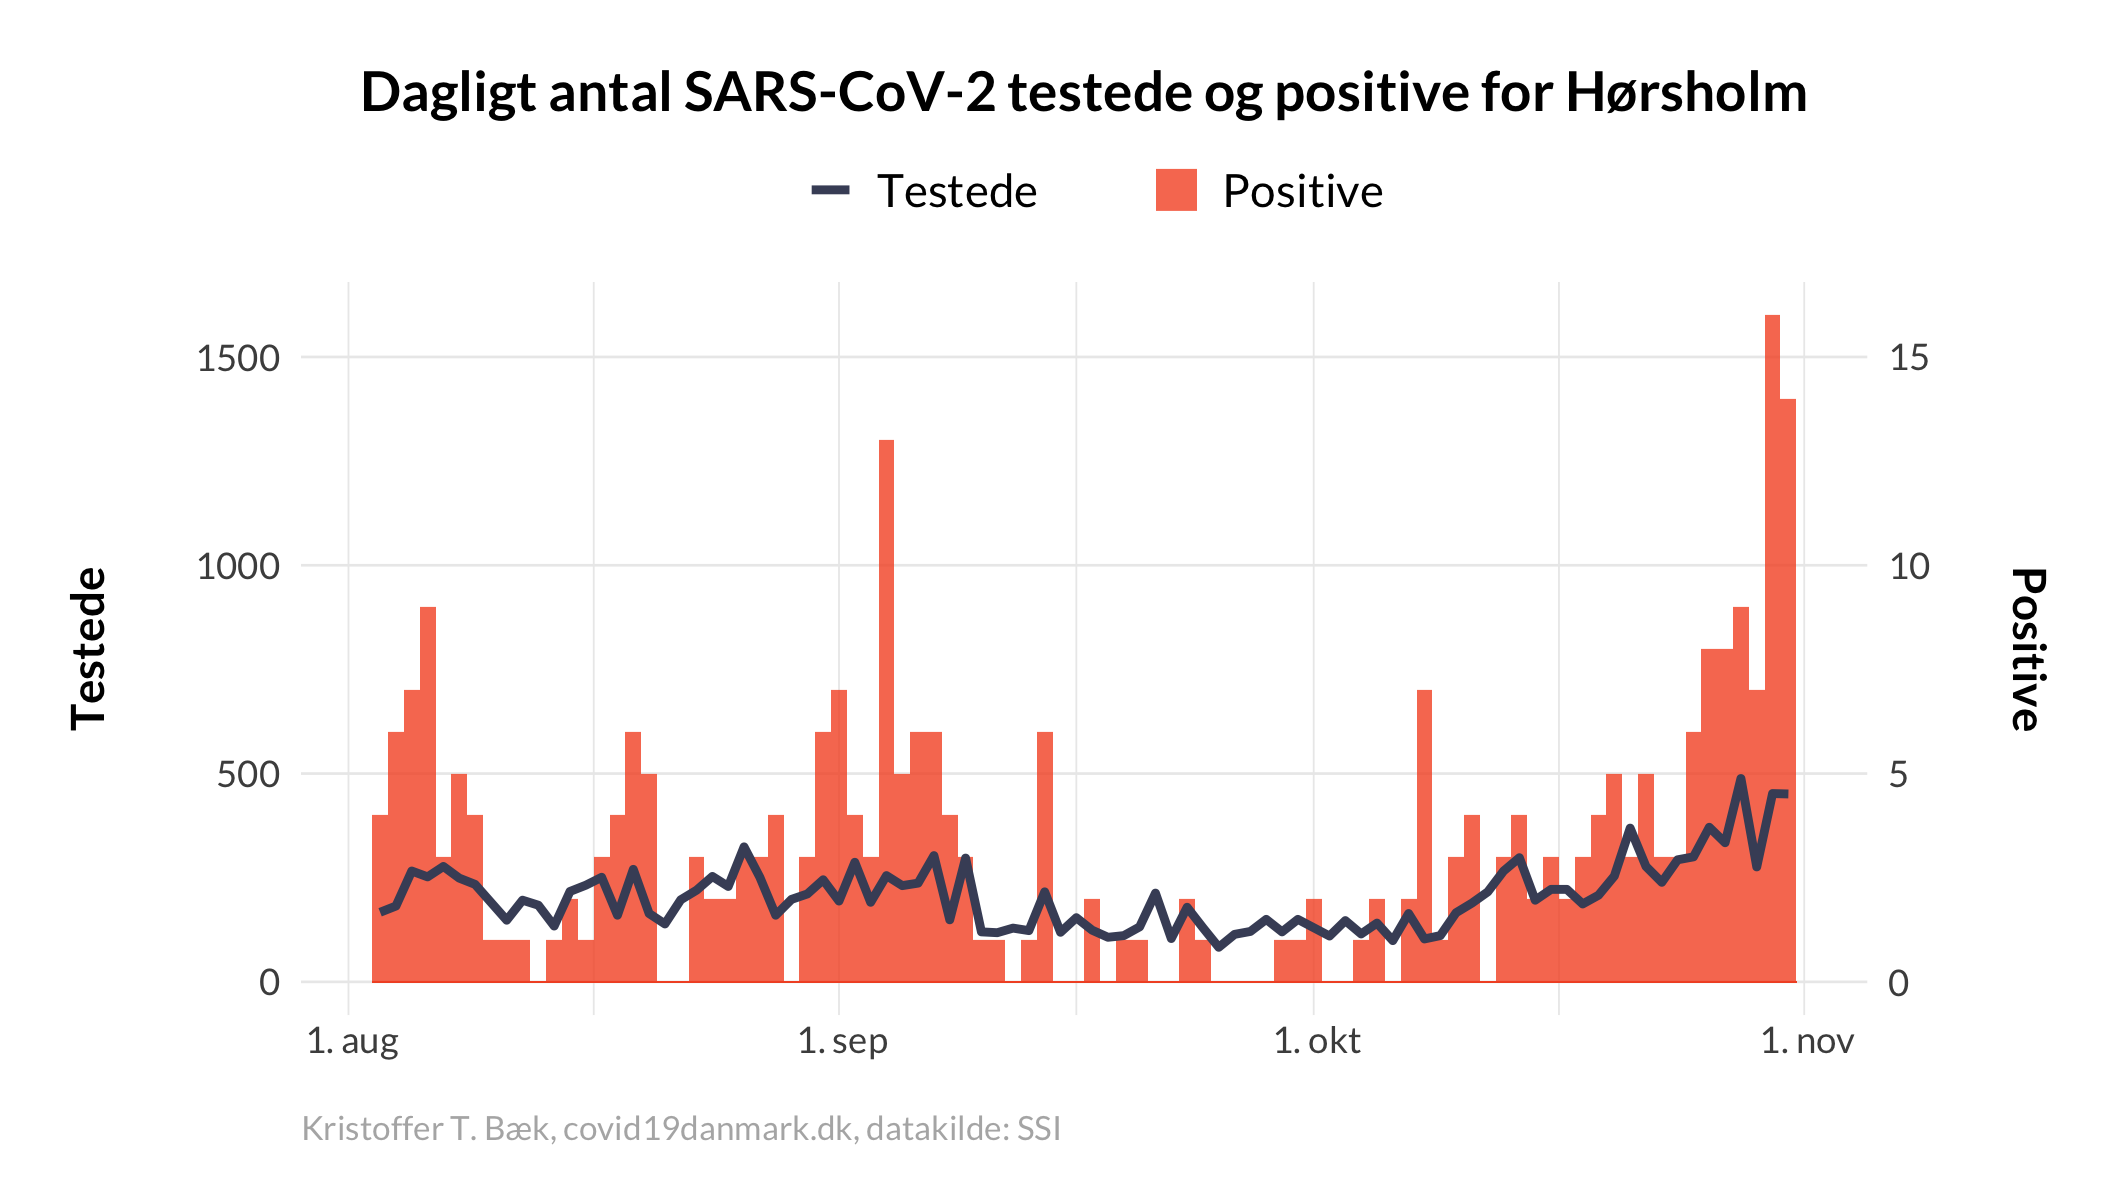 Dagligt antal SARS-CoV-2 testede og positive for Hørsholm
Testede
Positive
1500
1000
500
0
Testede
15
10
5
0
Positive
1. aug
1. sep
1. okt
1. nov
Kristoffer T. Bæk, covid19danmark.dk, datakilde: SSI